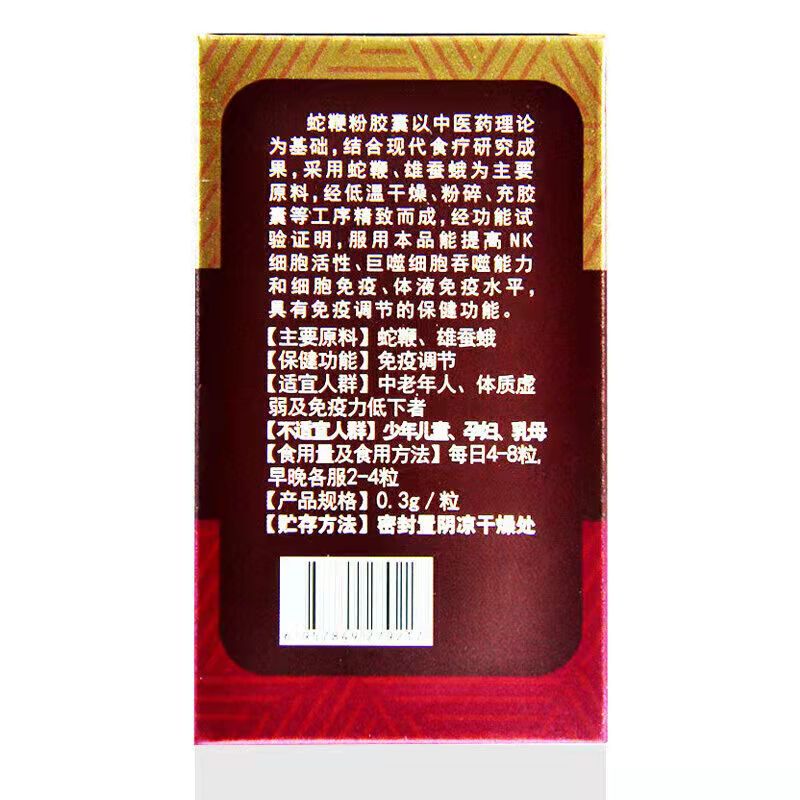 蛇鞭粉胶囊以中医药理论
为基础,结合现代食疗研究成
果,采用蛇鞭、雄蚕蛾为主要
原料,经低温干燥、粉碎、充胶
囊等工序精致而成,经功能试
验证明,服用本品能提高NK
细胞活性、巨噬细胞吞噬能力
和细胞免疫、体液免疫水平,
具有免疫调节的保健功能。
【主要原料】蛇鞭、雄蚕蛾
【保健功能】免疫调节
【适宜人群】中老年人、体质虚
弱及免疫力低下者
【不适宜人群】少年儿童、孕妇、乳母
【食用量及食用方法】每日4-8粒,
早晚各服2-4粒
【产品规格】0.3g/粒
【贮存方法】密封置阴凉干燥处